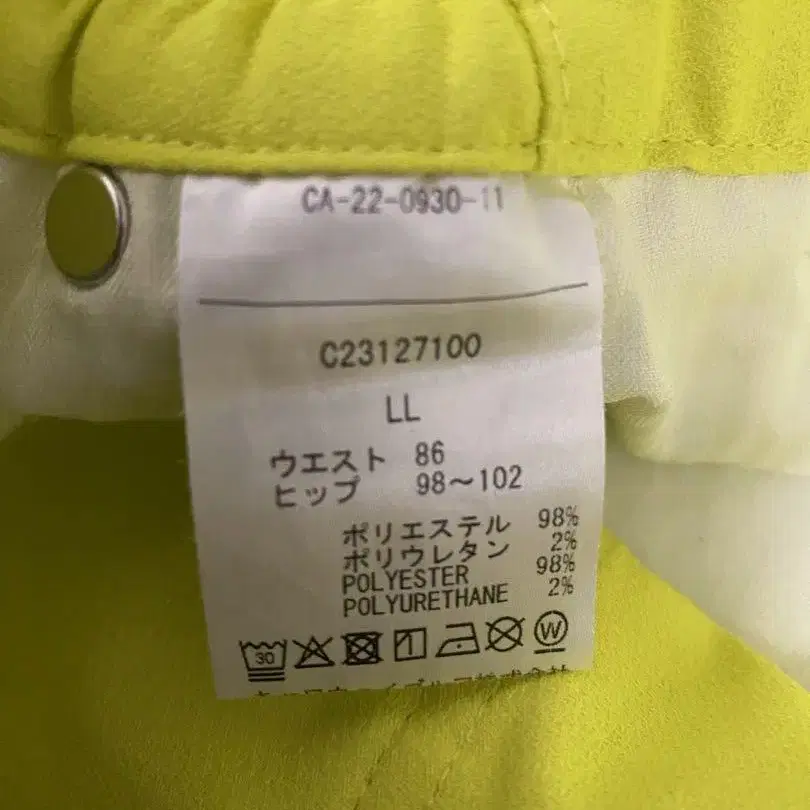 CA-22-0930-11
C23127100
LL
ウエスト 86
ヒップ 98～102
ポリエステル 98%
ポリウレタン 2%
POLYESTER 98%
POLYURETHANE 2%
30
W